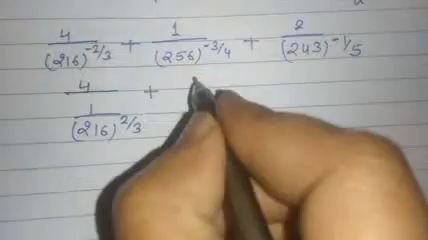 4/(216)^-2/3 + 1/(256)^-3/4 + 2/(243)^-1/5
4/(1/(216)^2/3) +